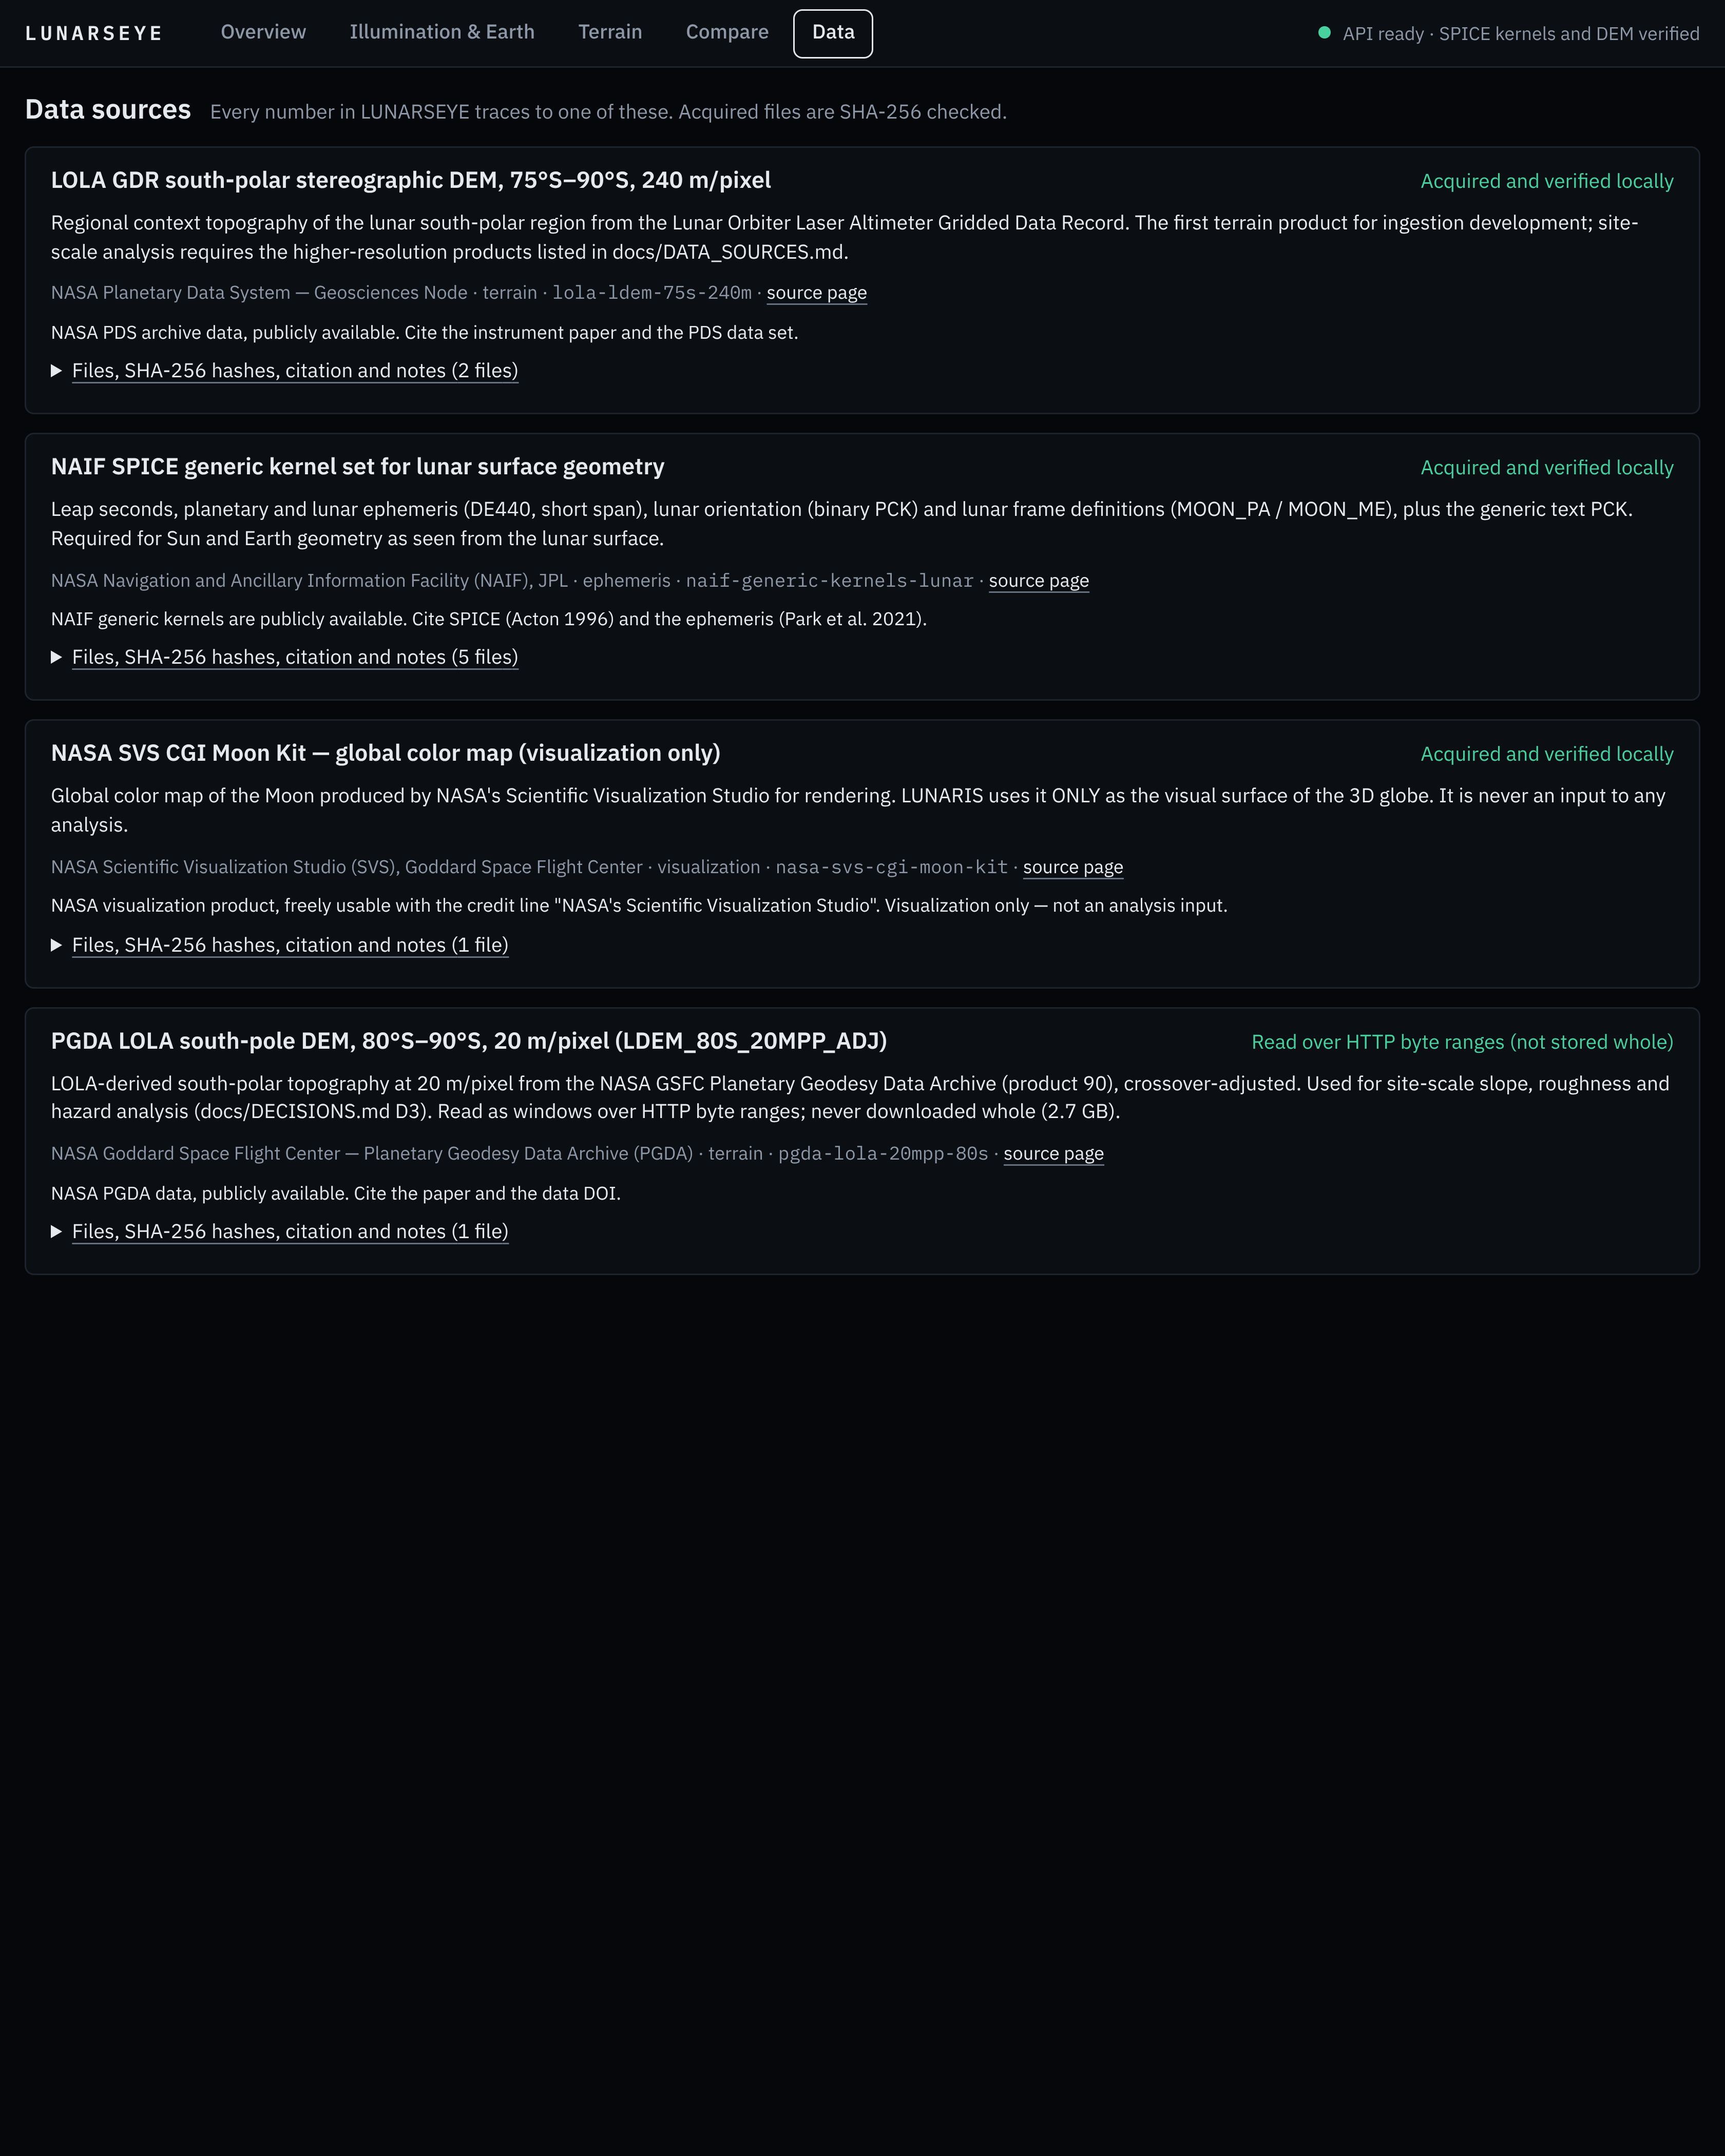 LUNARSEYE Overview Illumination & Earth Terrain Compare Data API ready · SPICE kernels and DEM verified
Data sources Every number in LUNARSEYE traces to one of these. Acquired files are SHA-256 checked.
LOLA GDR south-polar stereographic DEM, 75°S–90°S, 240 m/pixel Acquired and verified locally
Regional context topography of the lunar south-polar region from the Lunar Orbiter Laser Altimeter Gridded Data Record. The first terrain product for ingestion development; site-
scale analysis requires the higher-resolution products listed in docs/DATA_SOURCES.md.
NASA Planetary Data System — Geosciences Node · terrain · lola-ldem-75s-240m · source page
NASA PDS archive data, publicly available. Cite the instrument paper and the PDS data set.
▶ Files, SHA-256 hashes, citation and notes (2 files)
NAIF SPICE generic kernel set for lunar surface geometry Acquired and verified locally
Leap seconds, planetary and lunar ephemeris (DE440, short span), lunar orientation (binary PCK) and lunar frame definitions (MOON_PA / MOON_ME), plus the generic text PCK.
Required for Sun and Earth geometry as seen from the lunar surface.
NASA Navigation and Ancillary Information Facility (NAIF), JPL · ephemeris · naif-generic-kernels-lunar · source page
NAIF generic kernels are publicly available. Cite SPICE (Acton 1996) and the ephemeris (Park et al. 2021).
▶ Files, SHA-256 hashes, citation and notes (5 files)
NASA SVS CGI Moon Kit — global color map (visualization only) Acquired and verified locally
Global color map of the Moon produced by NASA's Scientific Visualization Studio for rendering. LUNARIS uses it ONLY as the visual surface of the 3D globe. It is never an input to any
analysis.
NASA Scientific Visualization Studio (SVS), Goddard Space Flight Center · visualization · nasa-svs-cgi-moon-kit · source page
NASA visualization product, freely usable with the credit line "NASA's Scientific Visualization Studio". Visualization only — not an analysis input.
▶ Files, SHA-256 hashes, citation and notes (1 file)
PGDA LOLA south-pole DEM, 80°S–90°S, 20 m/pixel (LDEM_80S_20MPP_ADJ) Read over HTTP byte ranges (not stored whole)
LOLA-derived south-polar topography at 20 m/pixel from the NASA GSFC Planetary Geodesy Data Archive (product 90), crossover-adjusted. Used for site-scale slope, roughness and
hazard analysis (docs/DECISIONS.md D3). Read as windows over HTTP byte ranges; never downloaded whole (2.7 GB).
NASA Goddard Space Flight Center — Planetary Geodesy Data Archive (PGDA) · terrain · pgda-lola-20mpp-80s · source page
NASA PGDA data, publicly available. Cite the paper and the data DOI.
▶ Files, SHA-256 hashes, citation and notes (1 file)